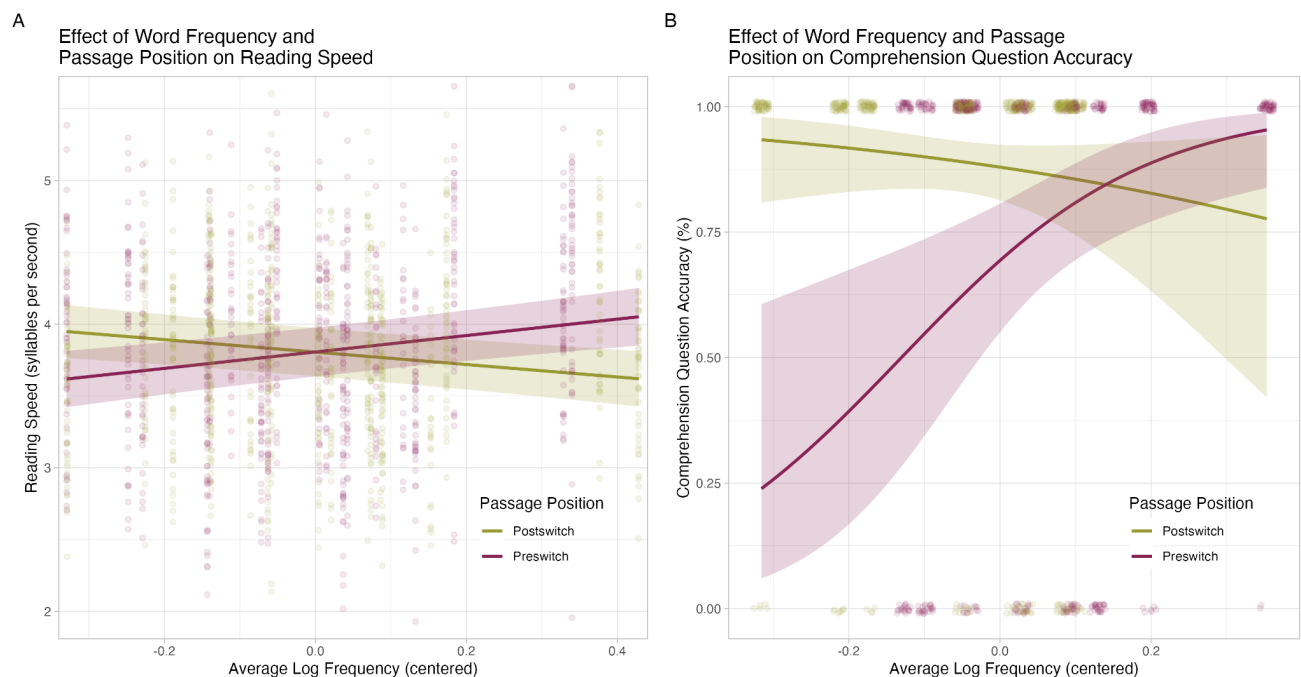 A
Effect of Word Frequency and
Passage Position on Reading Speed
Reading Speed (syllables per second)
5
4
3
2
Passage Position
Postswitch
Preswitch
-0.2
0.0
0.2
0.4
Average Log Frequency (centered)
B
Effect of Word Frequency and Passage
Position on Comprehension Question Accuracy
Comprehension Question Accuracy (%)
1.00
0.75
0.50
0.25
0.00
Passage Position
Postswitch
Preswitch
-0.2
0.0
0.2
Average Log Frequency (centered)